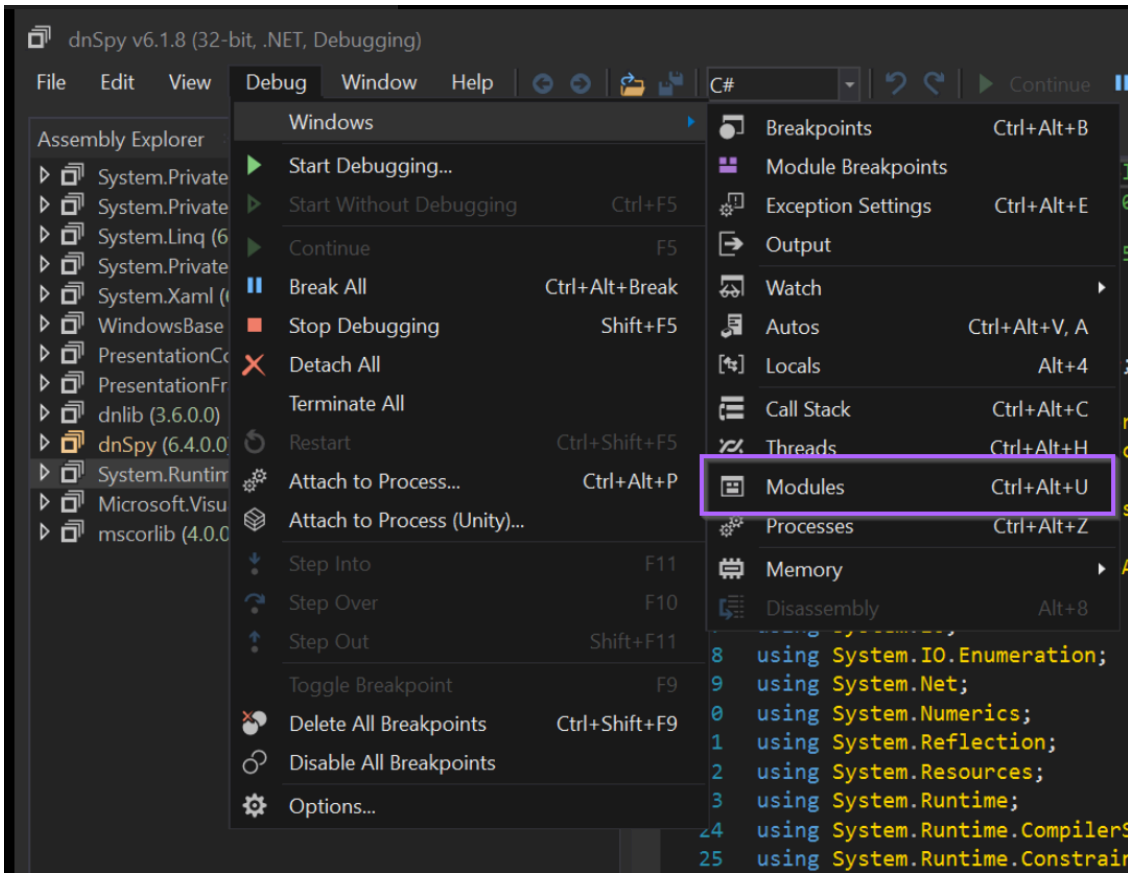 dnSpy v6.1.8 (32-bit, .NET, Debugging)
File Edit View Debug Window Help C# Continue
Assembly Explorer
System.Private
System.Private
System.Linq (6
System.Private
System.Xaml (
WindowsBase
PresentationC
PresentationFr
dnlib (3.6.0.0)
dnSpy (6.4.0.0
System.Runtim
Microsoft.Visu
mscorlib (4.0.0
Windows
Start Debugging...
Start Without Debugging Ctrl+F5
Continue F5
Break All Ctrl+Alt+Break
Stop Debugging Shift+F5
Detach All
Terminate All
Restart Ctrl+Shift+F5
Attach to Process... Ctrl+Alt+P
Attach to Process (Unity)...
Step Into F11
Step Over F10
Step Out Shift+F11
Toggle Breakpoint F9
Delete All Breakpoints Ctrl+Shift+F9
Disable All Breakpoints
Options...
Breakpoints Ctrl+Alt+B
Module Breakpoints
Exception Settings Ctrl+Alt+E
Output
Watch
Autos Ctrl+Alt+V, A
Locals Alt+4
Call Stack Ctrl+Alt+C
Threads Ctrl+Alt+H
Modules Ctrl+Alt+U
Processes Ctrl+Alt+Z
Memory
Disassembly Alt+8
8 using System.IO.Enumeration;
9 using System.Net;
0 using System.Numerics;
1 using System.Reflection;
2 using System.Resources;
3 using System.Runtime;
24 using System.Runtime.CompilerS
25 using System.Runtime.Constrai